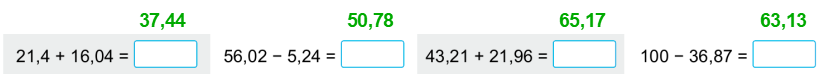 37,44 50,78 65,17 63,13
21,4 + 16,04 = 56,02 − 5,24 = 43,21 + 21,96 = 100 − 36,87 =